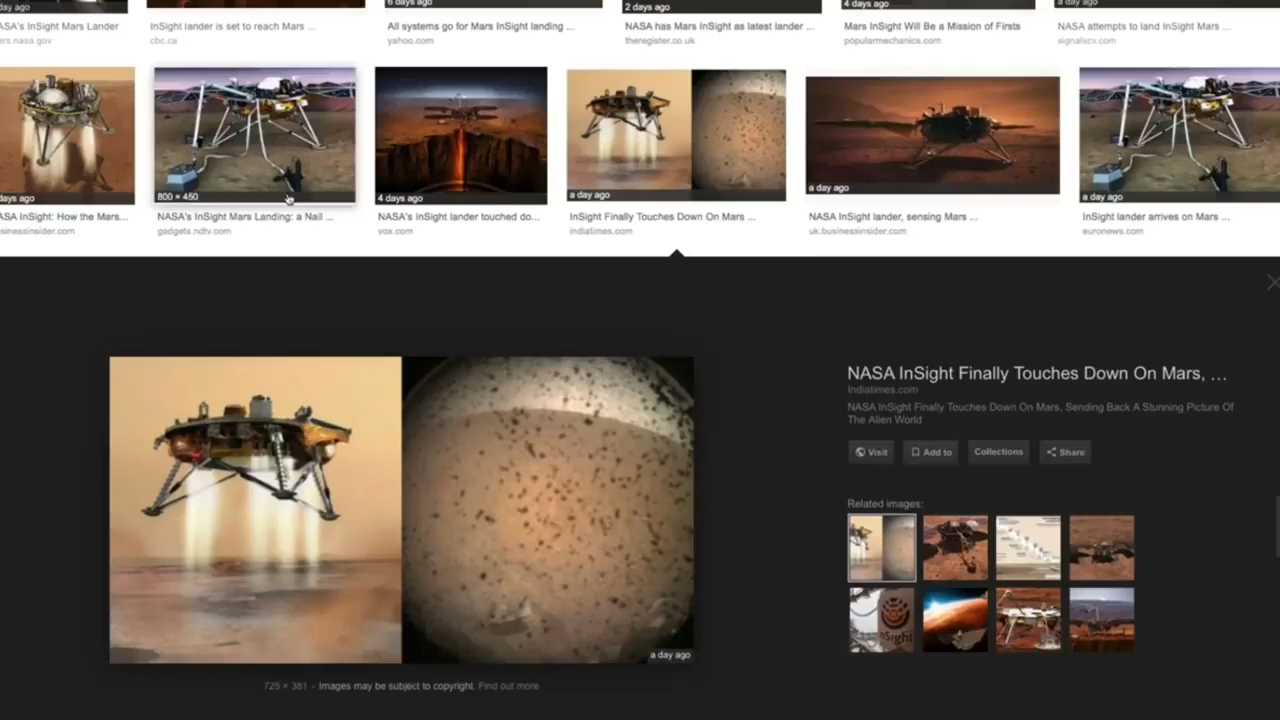 day ago
6 days ago
2 days ago
4 days ago
a day ago
ASA's InSight Mars Lander
InSight lander is set to reach Mars ...
All systems go for Mars InSight landing ...
NASA has Mars InSight as latest lander ...
Mars InSight Will Be a Mission of Firsts
NASA attempts to land InSight Mars ...
ars.nasa.gov
cbc.ca
yahoo.com
theregister.co.uk
popularmechanics.com
signalscv.com
days ago
800 × 450
4 days ago
a day ago
a day ago
a day ago
ASA InSight: How the Mars...
NASA's InSight Mars Landing: a Nail ...
NASA's InSight lander touched do...
InSight Finally Touches Down On Mars ...
NASA InSight lander, sensing Mars ...
InSight lander arrives on Mars ...
sinessinsider.com
gadgets.ndtv.com
vox.com
indiatimes.com
uk.businessinsider.com
euronews.com
NASA InSight Finally Touches Down On Mars, ...
Indiatimes.com
NASA InSight Finally Touches Down On Mars, Sending Back A Stunning Picture Of
The Alien World
Visit
Add to
Collections
Share
Related images:
InSight
a day ago
725 × 381 - Images may be subject to copyright. Find out more